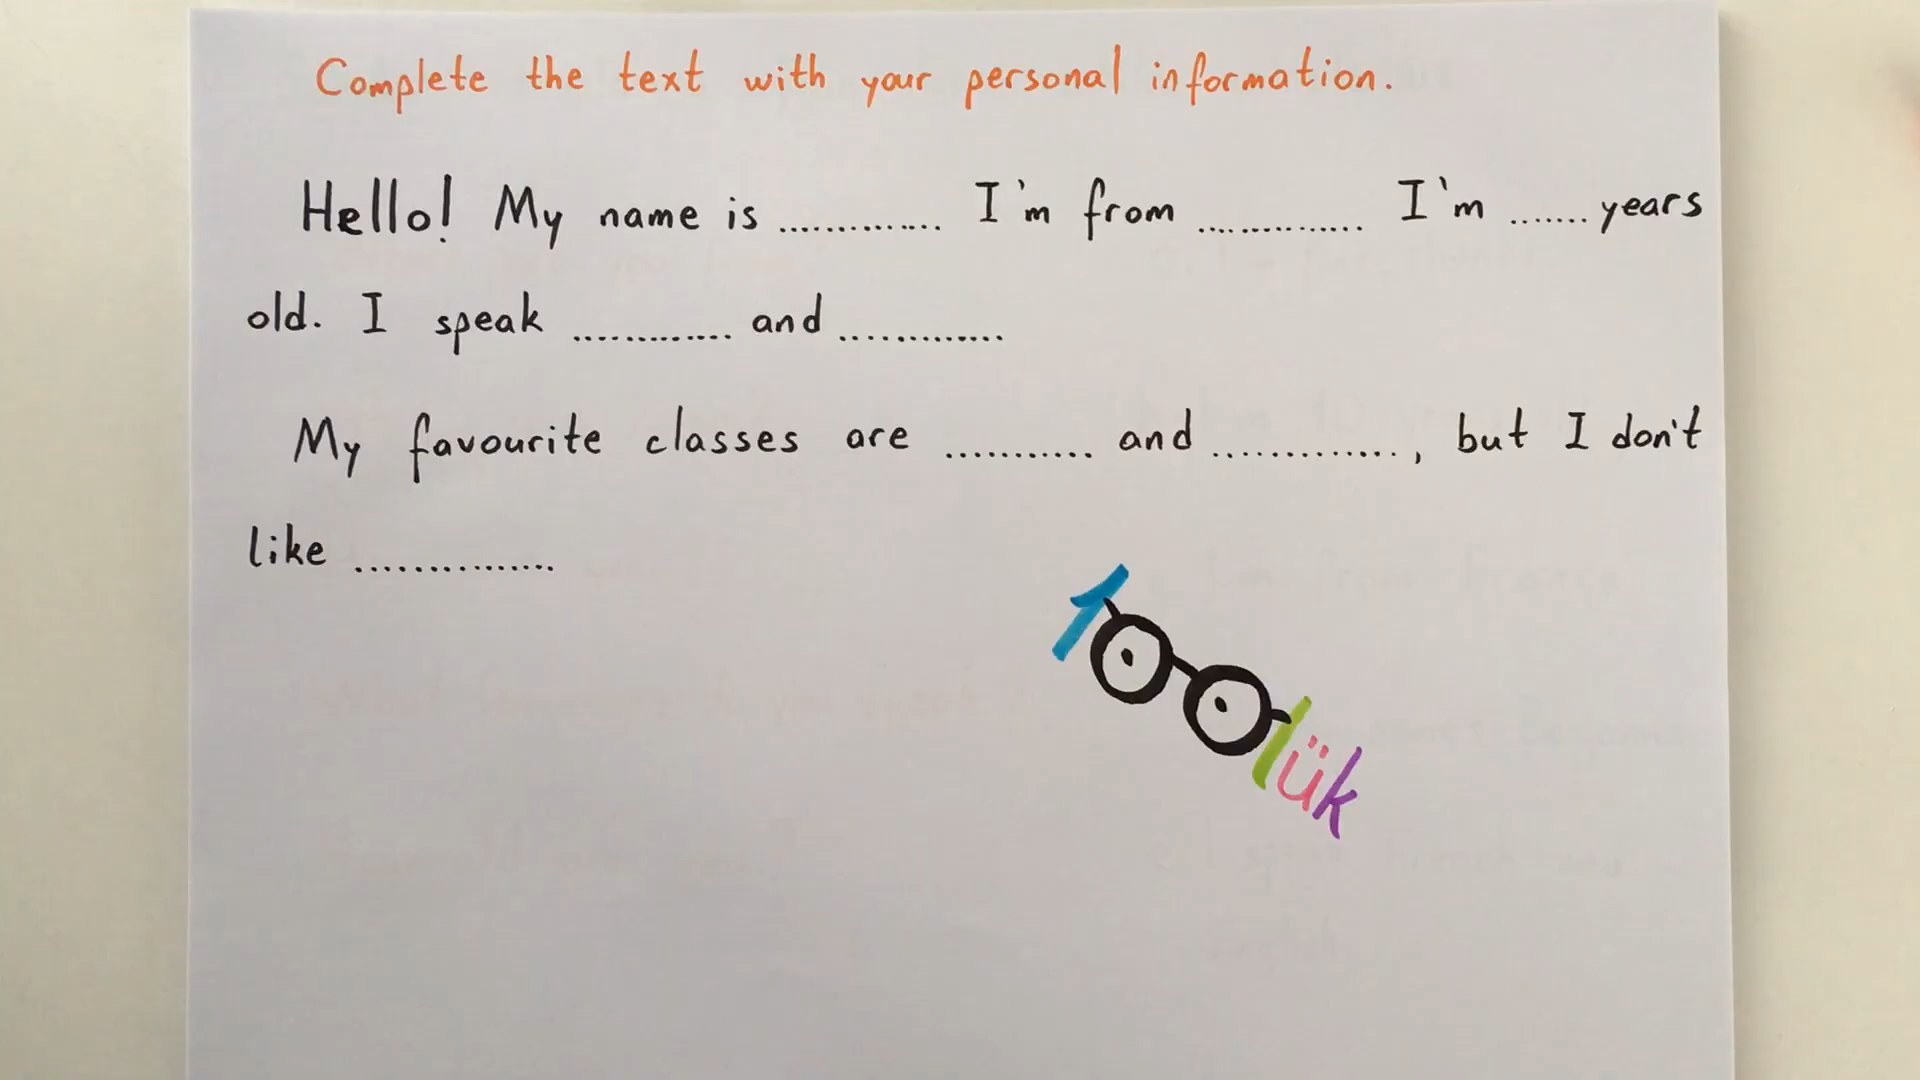 Complete the text with your personal information.
Hello! My name is .............. I'm from .............. I'm ....... years
old. I speak ............. and .............
My favourite classes are ........... and ............., but I don't
like ...............
100lük